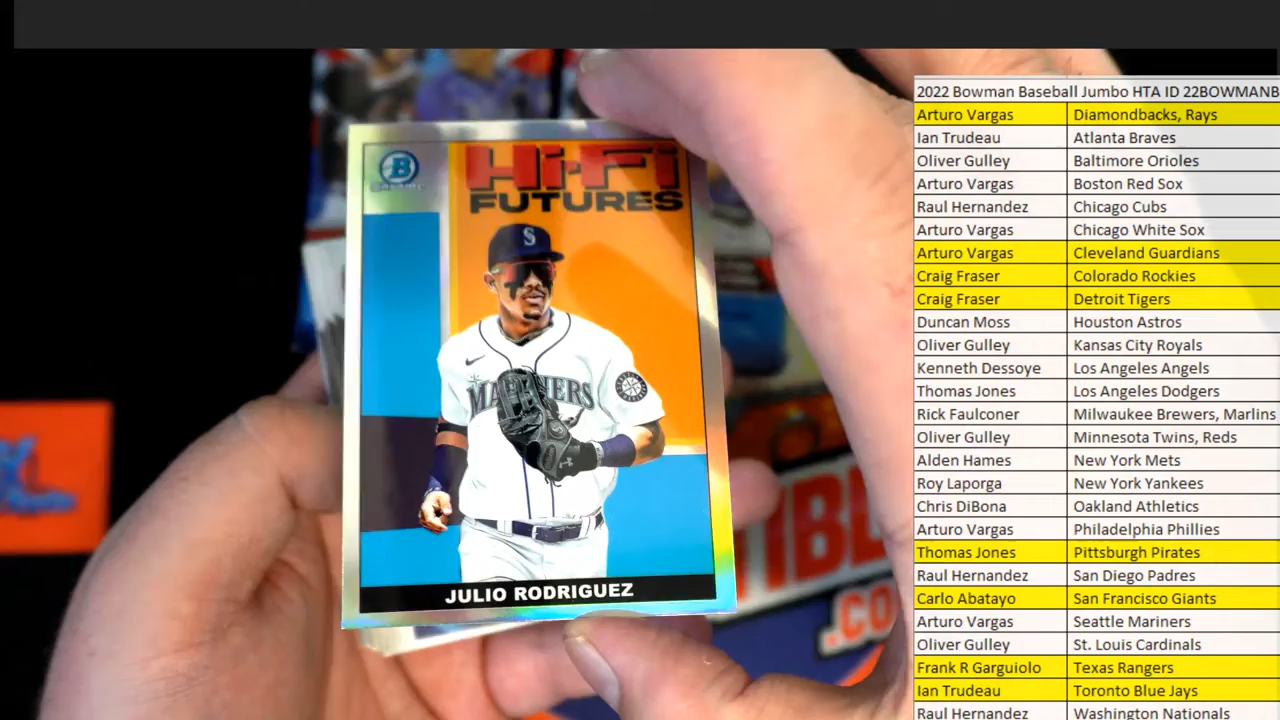 B
Hi-Fi
FUTURES
S
MARINERS
JULIO RODRIGUEZ
.CO
2022 Bowman Baseball Jumbo HTA ID 22BOWMANB
Arturo Vargas Diamondbacks, Rays
Ian Trudeau Atlanta Braves
Oliver Gulley Baltimore Orioles
Arturo Vargas Boston Red Sox
Raul Hernandez Chicago Cubs
Arturo Vargas Chicago White Sox
Arturo Vargas Cleveland Guardians
Craig Fraser Colorado Rockies
Craig Fraser Detroit Tigers
Duncan Moss Houston Astros
Oliver Gulley Kansas City Royals
Kenneth Dessoye Los Angeles Angels
Thomas Jones Los Angeles Dodgers
Rick Faulconer Milwaukee Brewers, Marlins
Oliver Gulley Minnesota Twins, Reds
Alden Hames New York Mets
Roy Laporga New York Yankees
Chris DiBona Oakland Athletics
Arturo Vargas Philadelphia Phillies
Thomas Jones Pittsburgh Pirates
Raul Hernandez San Diego Padres
Carlo Abatayo San Francisco Giants
Arturo Vargas Seattle Mariners
Oliver Gulley St. Louis Cardinals
Frank R Garguiolo Texas Rangers
Ian Trudeau Toronto Blue Jays
Raul Hernandez Washington Nationals